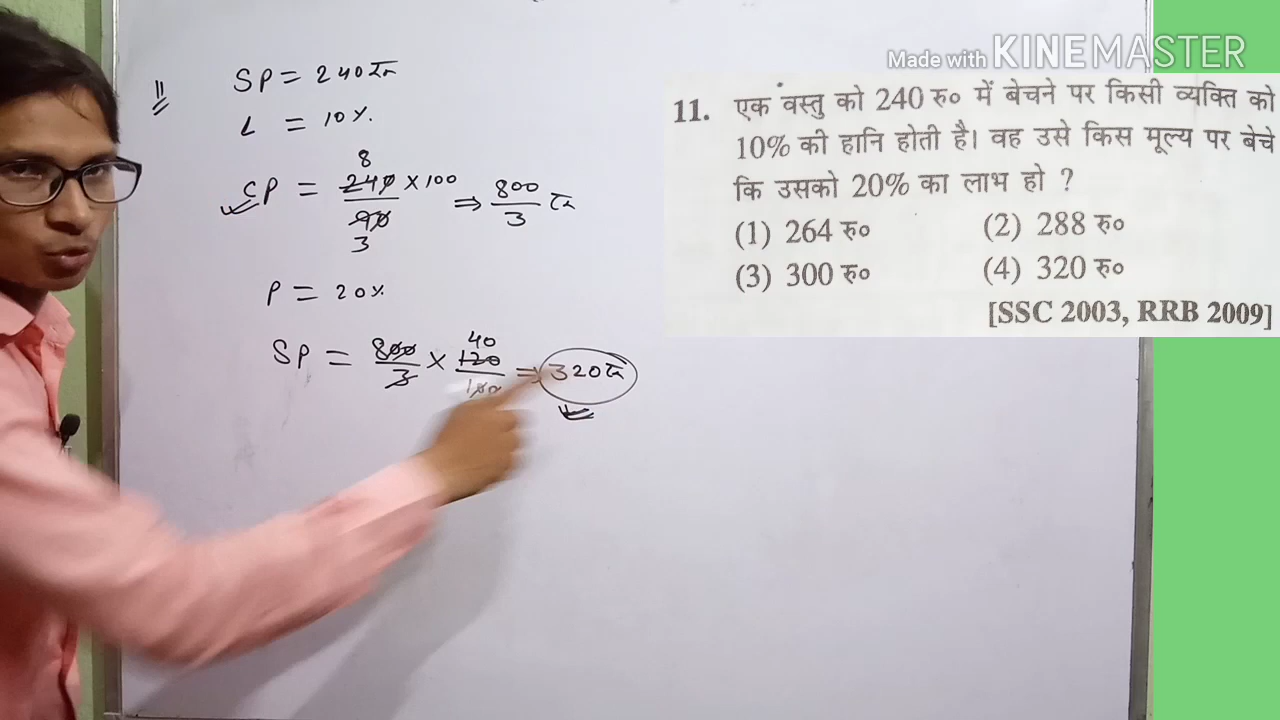 Made with KINEMASTER
11. एक वस्तु को 240 रु० में बेचने पर किसी व्यक्ति को
10% की हानि होती है। वह उसे किस मूल्य पर बेचे
कि उसको 20% का लाभ हो ?
(1) 264 रु० (2) 288 रु०
(3) 300 रु० (4) 320 रु०
[SSC 2003, RRB 2009]
11
SP = 240 रू
L = 10%.
8
CP = 240 × 100 ⇒ 800 रू
90 3
3
P = 20%
40
SP = 800 × 120 ⇒ 320 रू
3 100